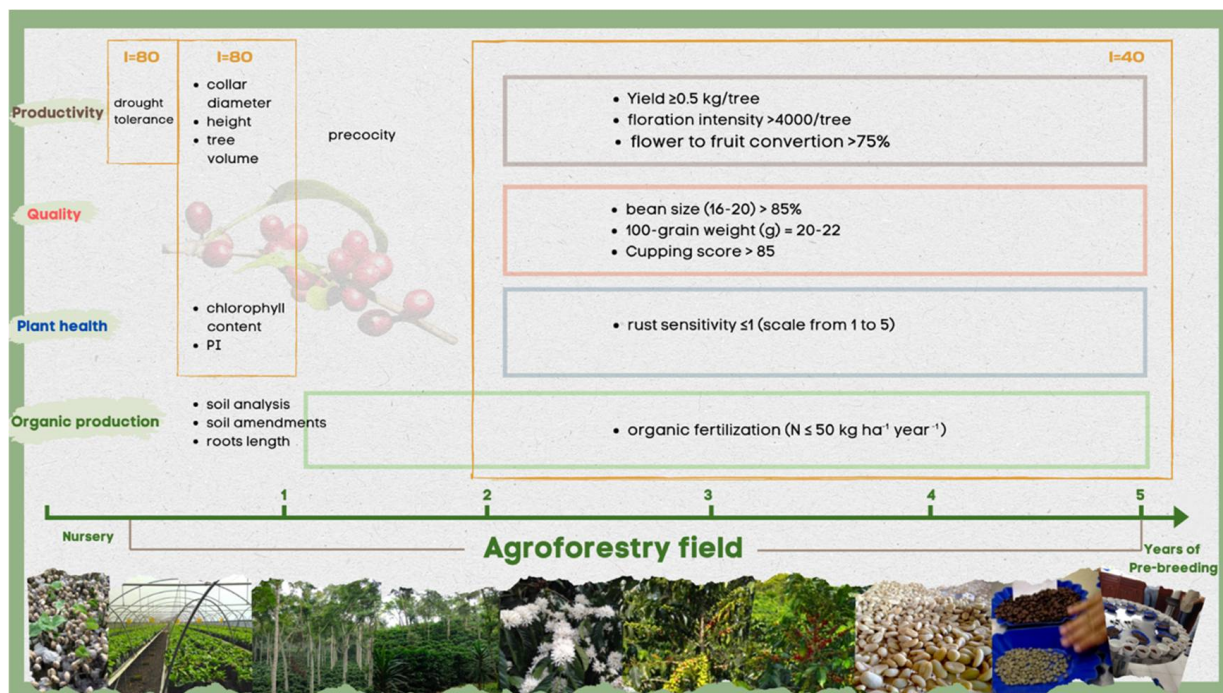 I=80
I=80
I=40
Productivity
drought
tolerance
• collar
diameter
• height
• tree
volume
precocity
• Yield ≥0.5 kg/tree
• floration intensity >4000/tree
• flower to fruit convertion >75%
Quality
• bean size (16-20) > 85%
• 100-grain weight (g) = 20-22
• Cupping score > 85
Plant health
• chlorophyll
content
• PI
• rust sensitivity ≤1 (scale from 1 to 5)
Organic production
• soil analysis
• soil amendments
• roots length
• organic fertilization (N ≤ 50 kg ha⁻¹ year⁻¹)
1
2
3
4
5
Nursery
Agroforestry field
Years of
Pre-breeding